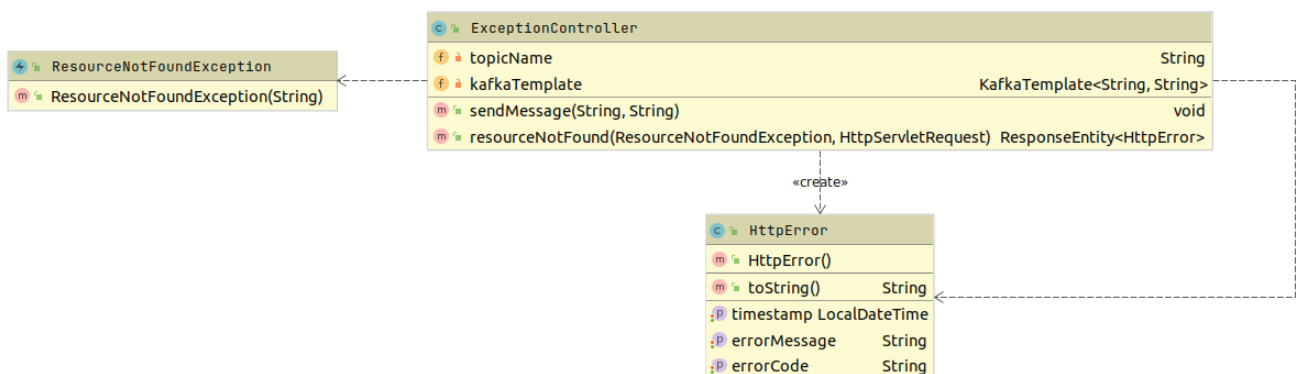 ExceptionController
topicName String
kafkaTemplate KafkaTemplate<String, String>
sendMessage(String, String) void
resourceNotFound(ResourceNotFoundException, HttpServletRequest) ResponseEntity<HttpError>
ResourceNotFoundException
ResourceNotFoundException(String)
«create»
HttpError
HttpError()
toString() String
timestamp LocalDateTime
errorMessage String
errorCode String